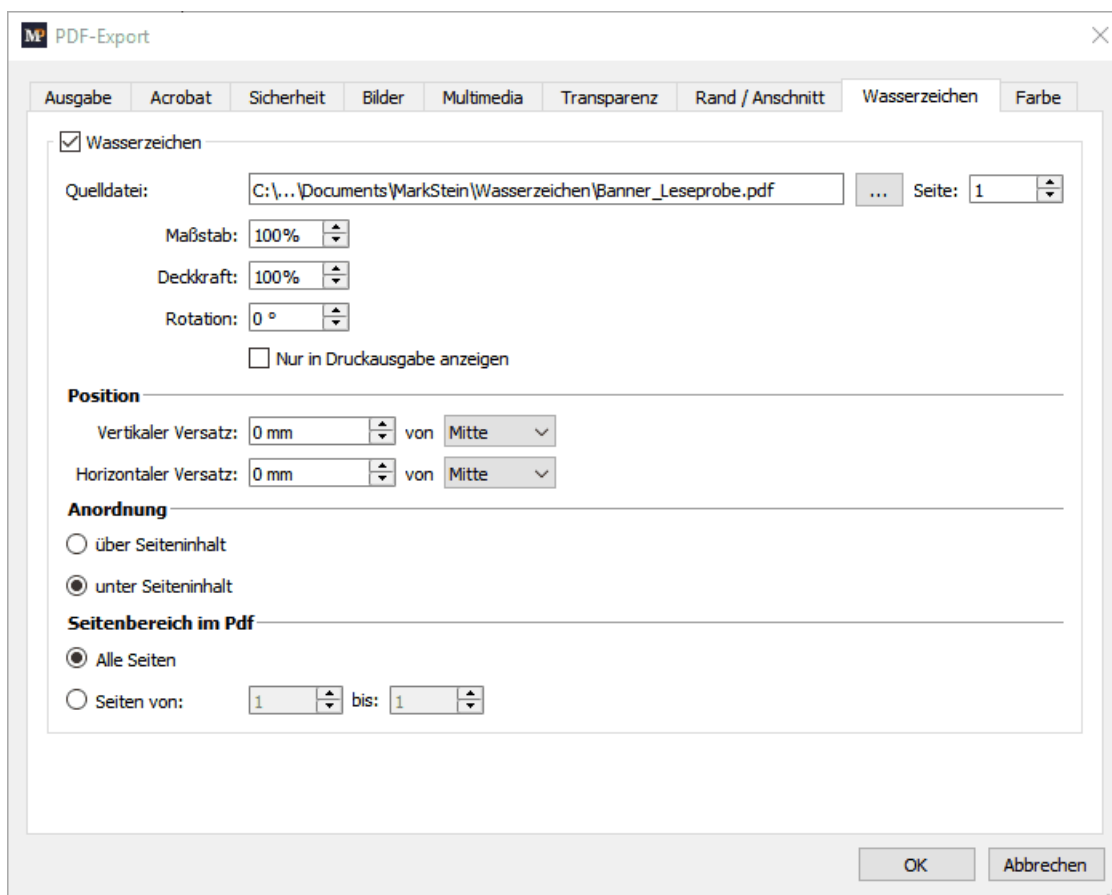 MP PDF-Export
Ausgabe Acrobat Sicherheit Bilder Multimedia Transparenz Rand / Anschnitt Wasserzeichen Farbe
Wasserzeichen
Quelldatei: C:\...\Documents\MarkStein\Wasserzeichen\Banner_Leseprobe.pdf ... Seite: 1
Maßstab: 100%
Deckkraft: 100%
Rotation: 0 °
Nur in Druckausgabe anzeigen
Position
Vertikaler Versatz: 0 mm von Mitte
Horizontaler Versatz: 0 mm von Mitte
Anordnung
über Seiteninhalt
unter Seiteninhalt
Seitenbereich im Pdf
Alle Seiten
Seiten von: 1 bis: 1
OK Abbrechen